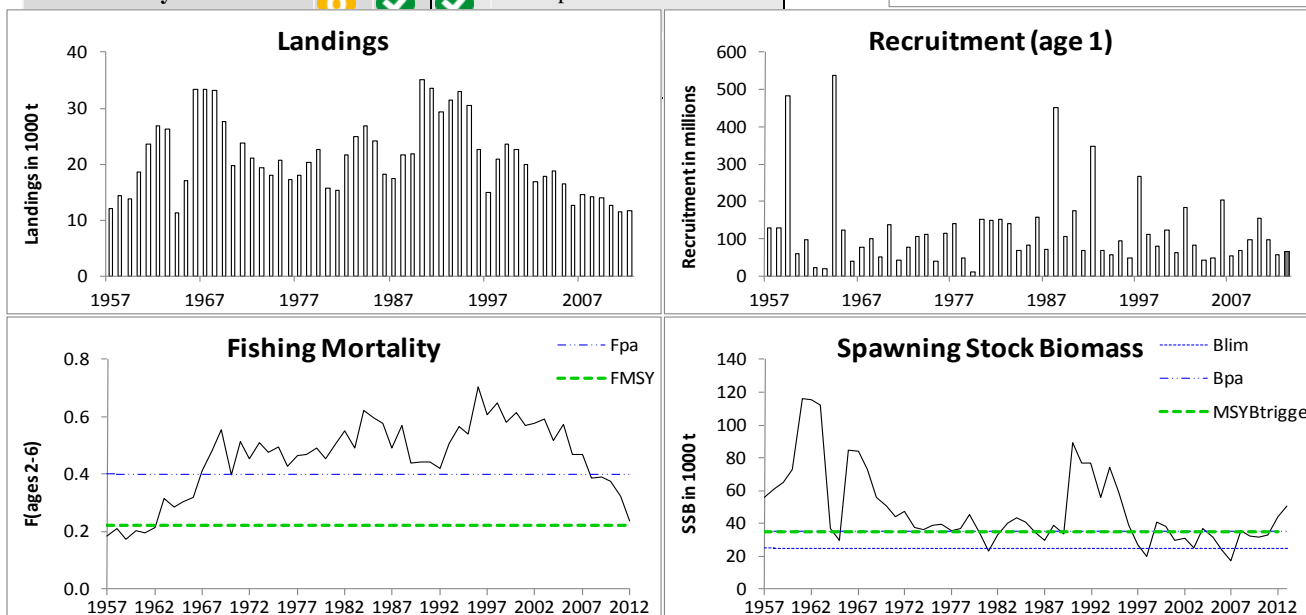 Landings
40
30
20
10
0
Landings in 1000 t
1957 1967 1977 1987 1997 2007
Recruitment (age 1)
600
500
400
300
200
100
0
Recruitment in millions
1957 1967 1977 1987 1997 2007
Fishing Mortality
Fpa
FMSY
0.8
0.6
0.4
0.2
0.0
F(ages 2-6)
1957 1962 1967 1972 1977 1982 1987 1992 1997 2002 2007 2012
Spawning Stock Biomass
Blim
Bpa
MSYBtrigge
140
120
100
80
60
40
20
0
SSB in 1000 t
1957 1962 1967 1972 1977 1982 1987 1992 1997 2002 2007 2012